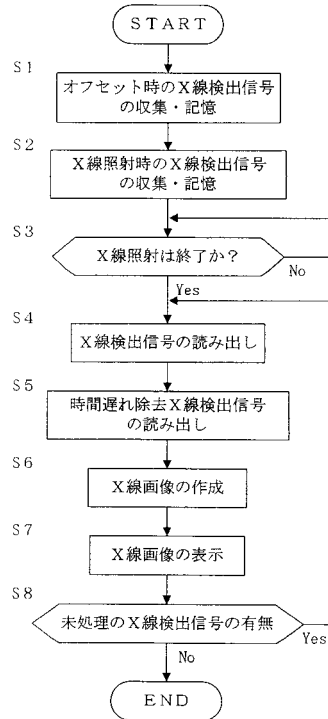 START
S1
オフセット時のX線検出信号
の収集・記憶
S2
X線照射時のX線検出信号
の収集・記憶
S3
X線照射は終了か？
No
Yes
S4
X線検出信号の読み出し
S5
時間遅れ除去X線検出信号
の読み出し
S6
X線画像の作成
S7
X線画像の表示
S8
未処理のX線検出信号の有無
Yes
No
END